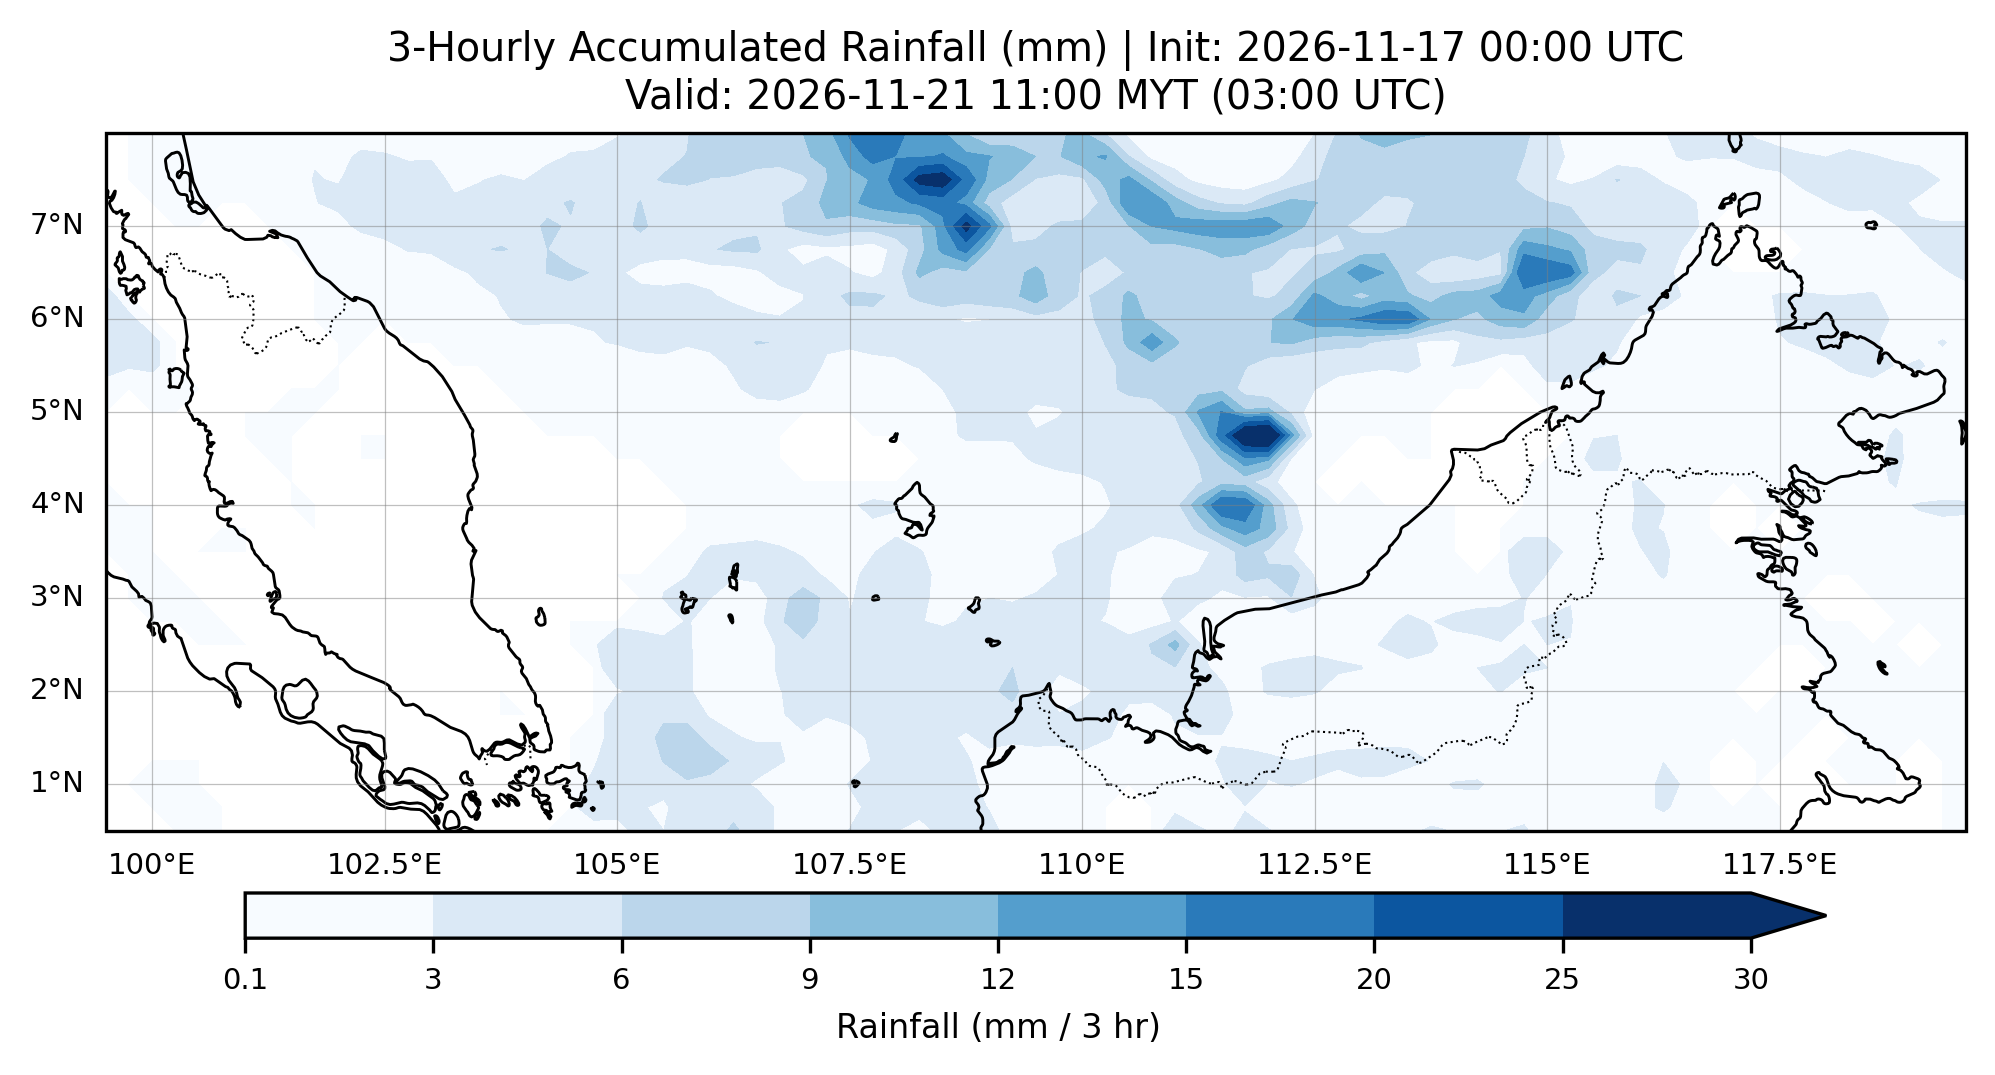 3-Hourly Accumulated Rainfall (mm) | Init: 2026-11-17 00:00 UTC
Valid: 2026-11-21 11:00 MYT (03:00 UTC)
7°N
6°N
5°N
4°N
3°N
2°N
1°N
100°E 102.5°E 105°E 107.5°E 110°E 112.5°E 115°E 117.5°E
0.1 3 6 9 12 15 20 25 30
Rainfall (mm / 3 hr)